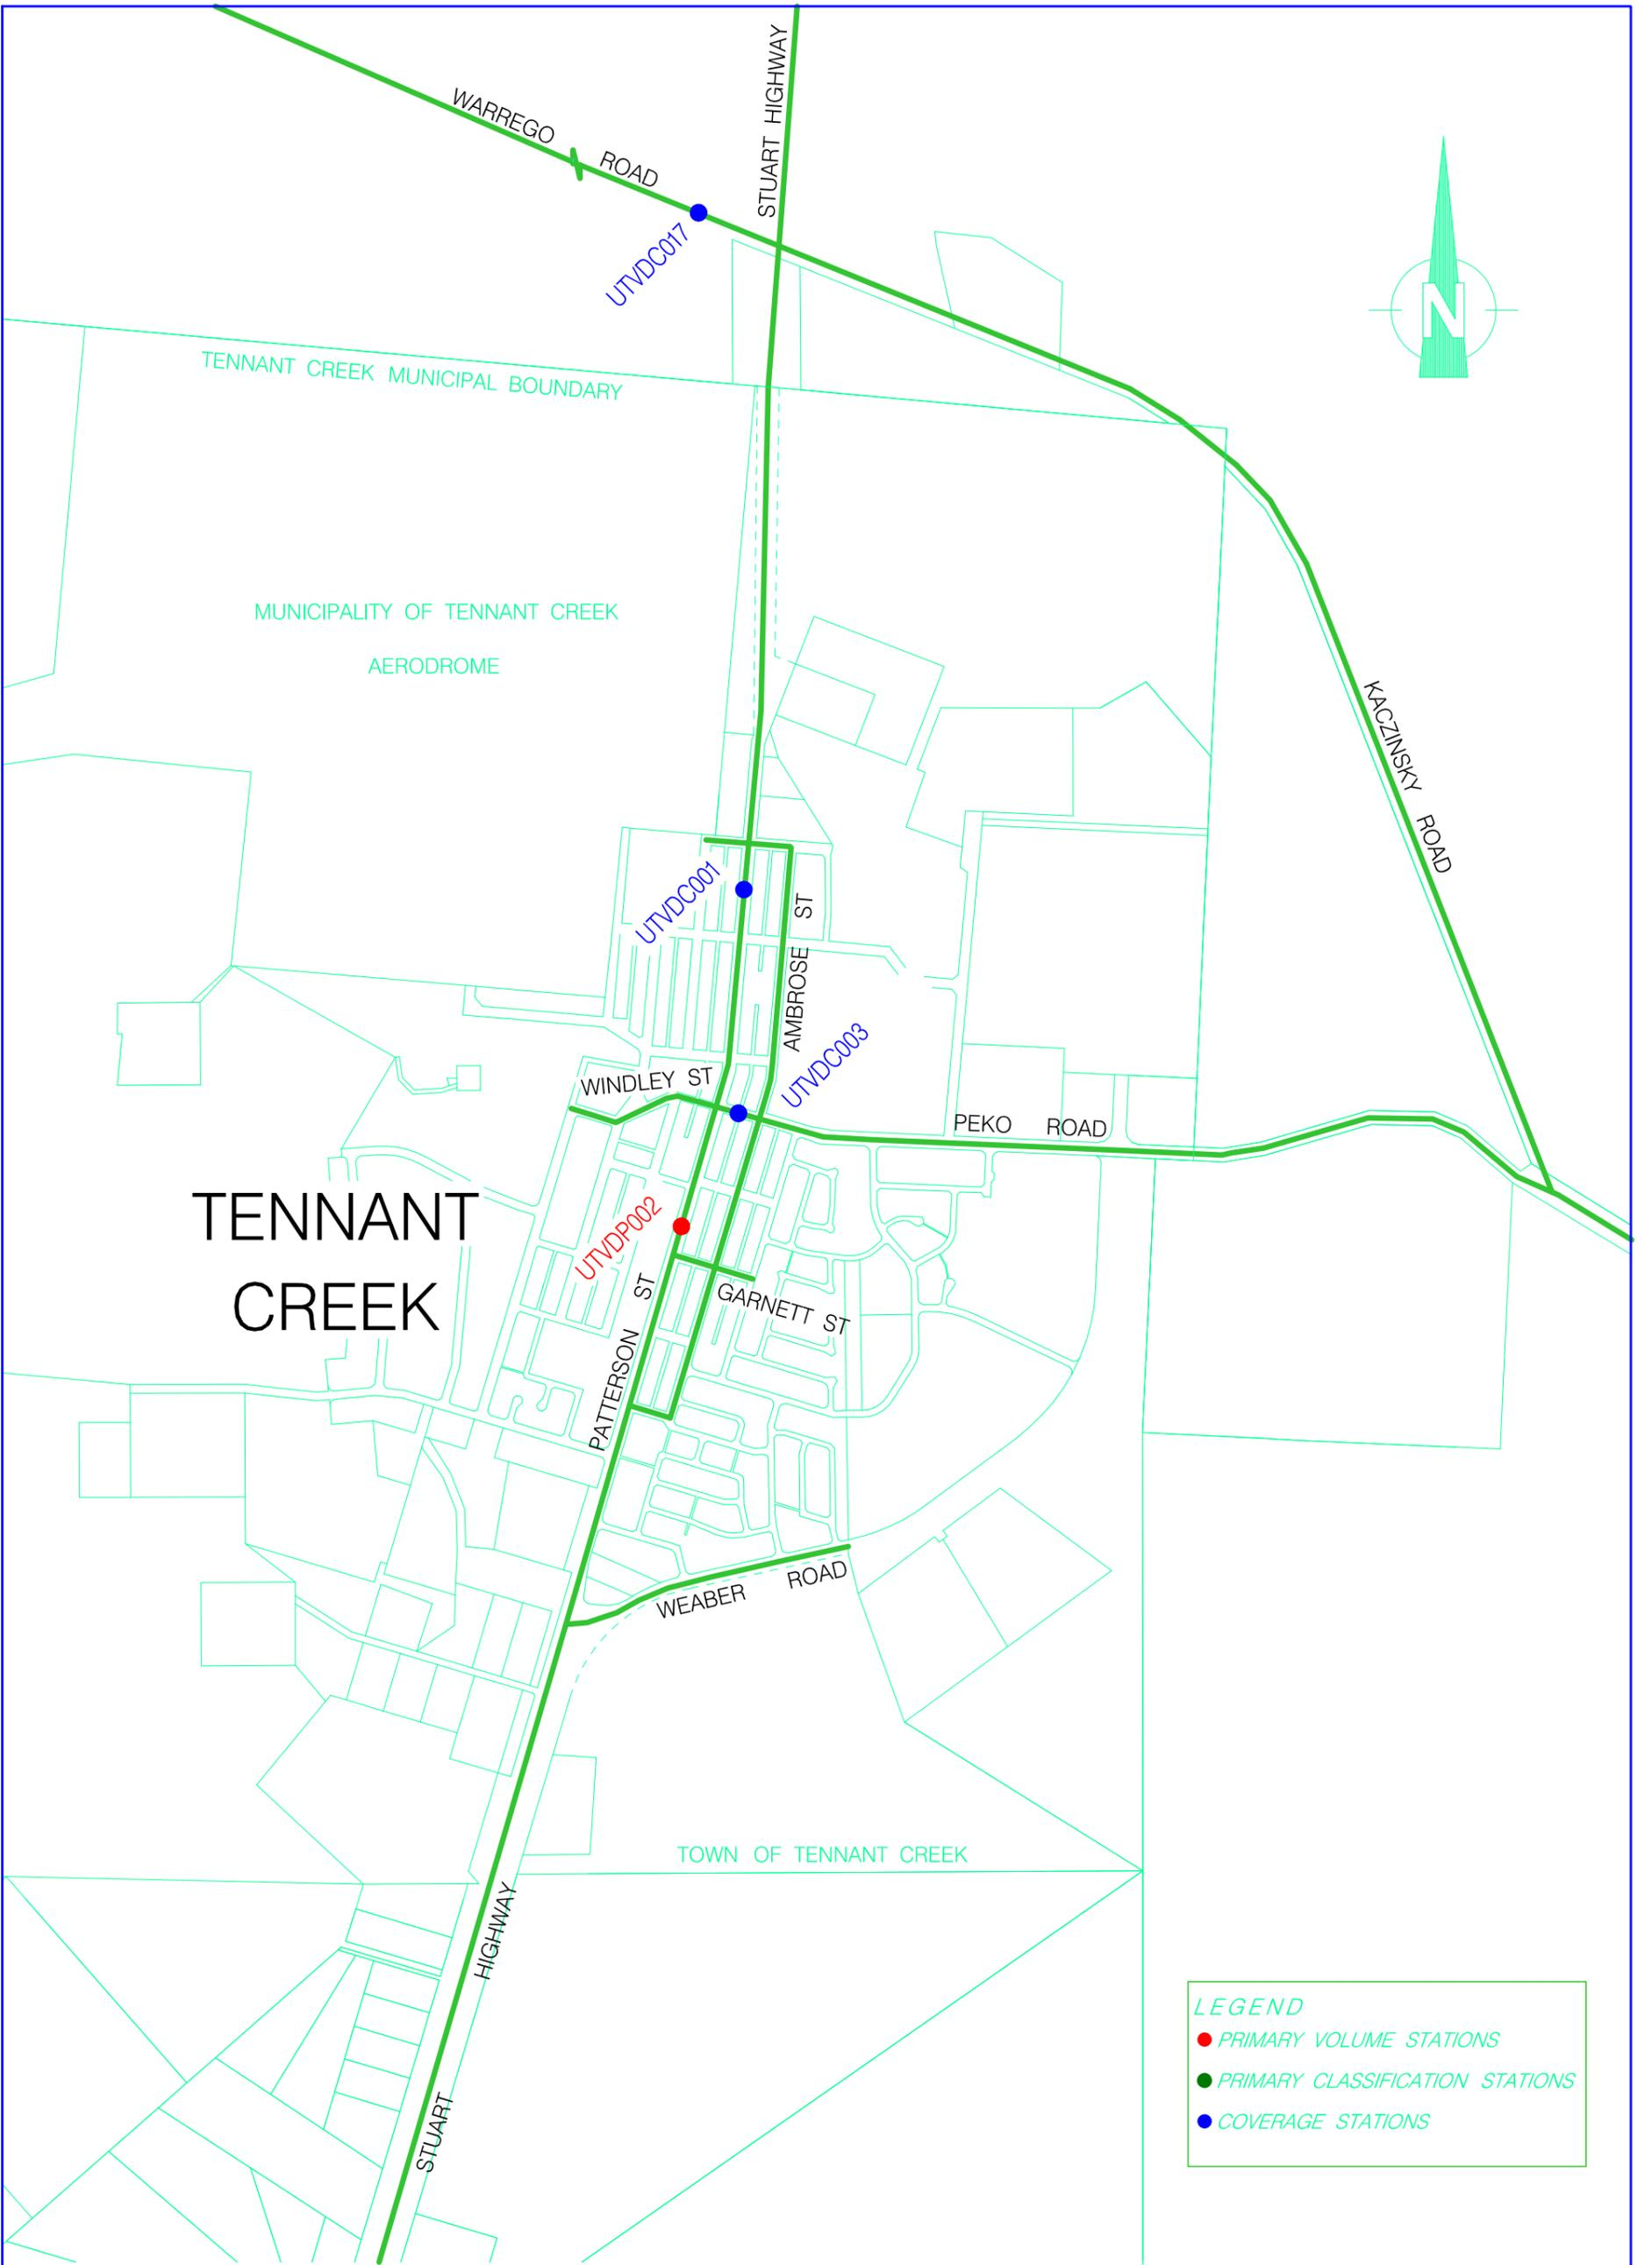 WARREGO ROAD
STUART HIGHWAY
UTVDC017
N
TENNANT CREEK MUNICIPAL BOUNDARY
MUNICIPALITY OF TENNANT CREEK
AERODROME
KACZINSKY ROAD
UTVDC001
AMBROSE ST
UTVDC003
WINDLEY ST
PEKO ROAD
TENNANT
CREEK
UTVDP002
GARNETT ST
PATTERSON ST
WEABER ROAD
TOWN OF TENNANT CREEK
STUART HIGHWAY
LEGEND
PRIMARY VOLUME STATIONS
PRIMARY CLASSIFICATION STATIONS
COVERAGE STATIONS